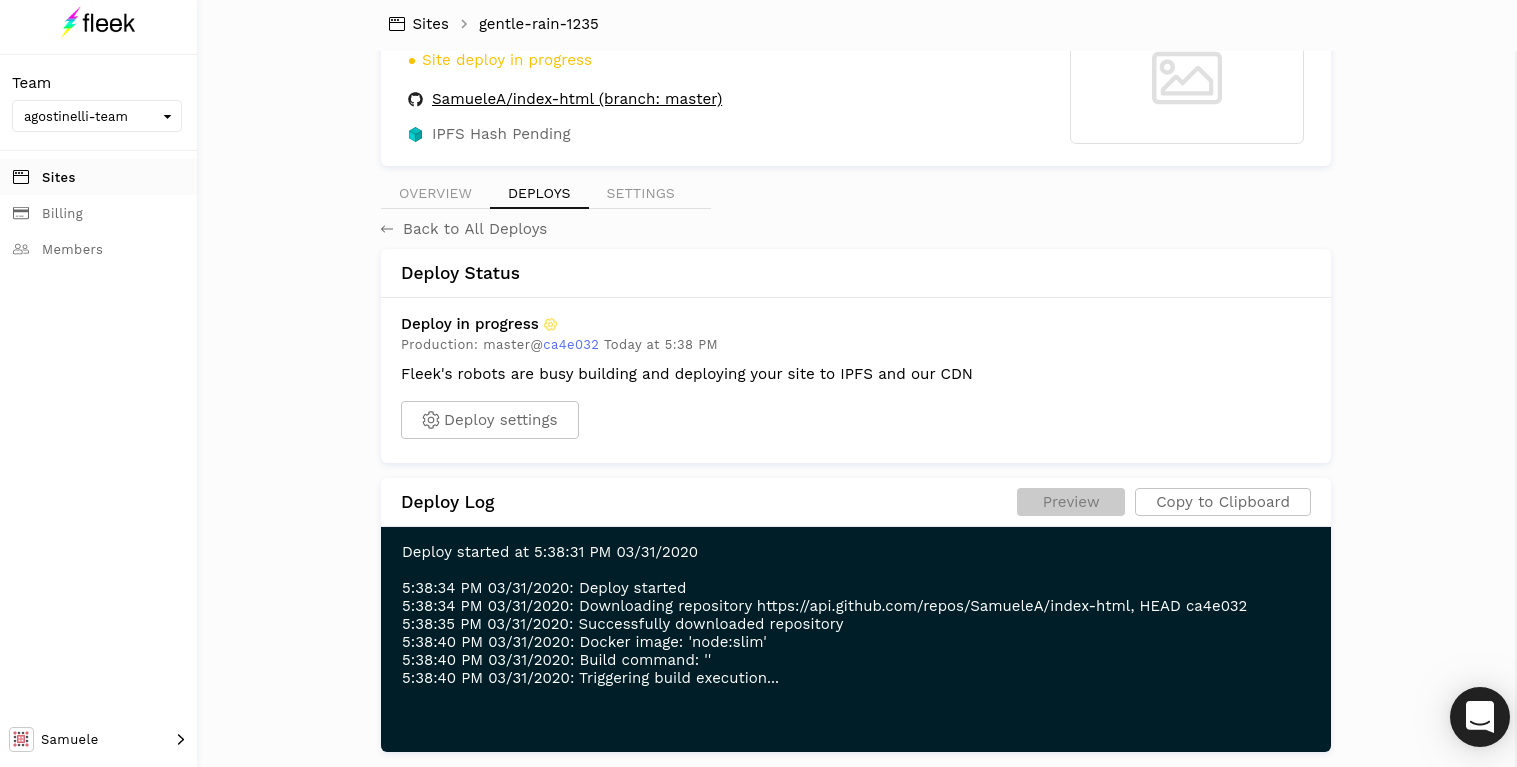 fleek
Team
agostinelli-team
Sites
Billing
Members
Samuele
Sites > gentle-rain-1235
Site deploy in progress
SamueleA/index-html (branch: master)
IPFS Hash Pending
OVERVIEW DEPLOYS SETTINGS
← Back to All Deploys
Deploy Status
Deploy in progress
Production: master@ca4e032 Today at 5:38 PM
Fleek's robots are busy building and deploying your site to IPFS and our CDN
Deploy settings
Deploy Log Preview Copy to Clipboard
Deploy started at 5:38:31 PM 03/31/2020
5:38:34 PM 03/31/2020: Deploy started
5:38:34 PM 03/31/2020: Downloading repository https://api.github.com/repos/SamueleA/index-html, HEAD ca4e032
5:38:35 PM 03/31/2020: Successfully downloaded repository
5:38:40 PM 03/31/2020: Docker image: 'node:slim'
5:38:40 PM 03/31/2020: Build command: ''
5:38:40 PM 03/31/2020: Triggering build execution...